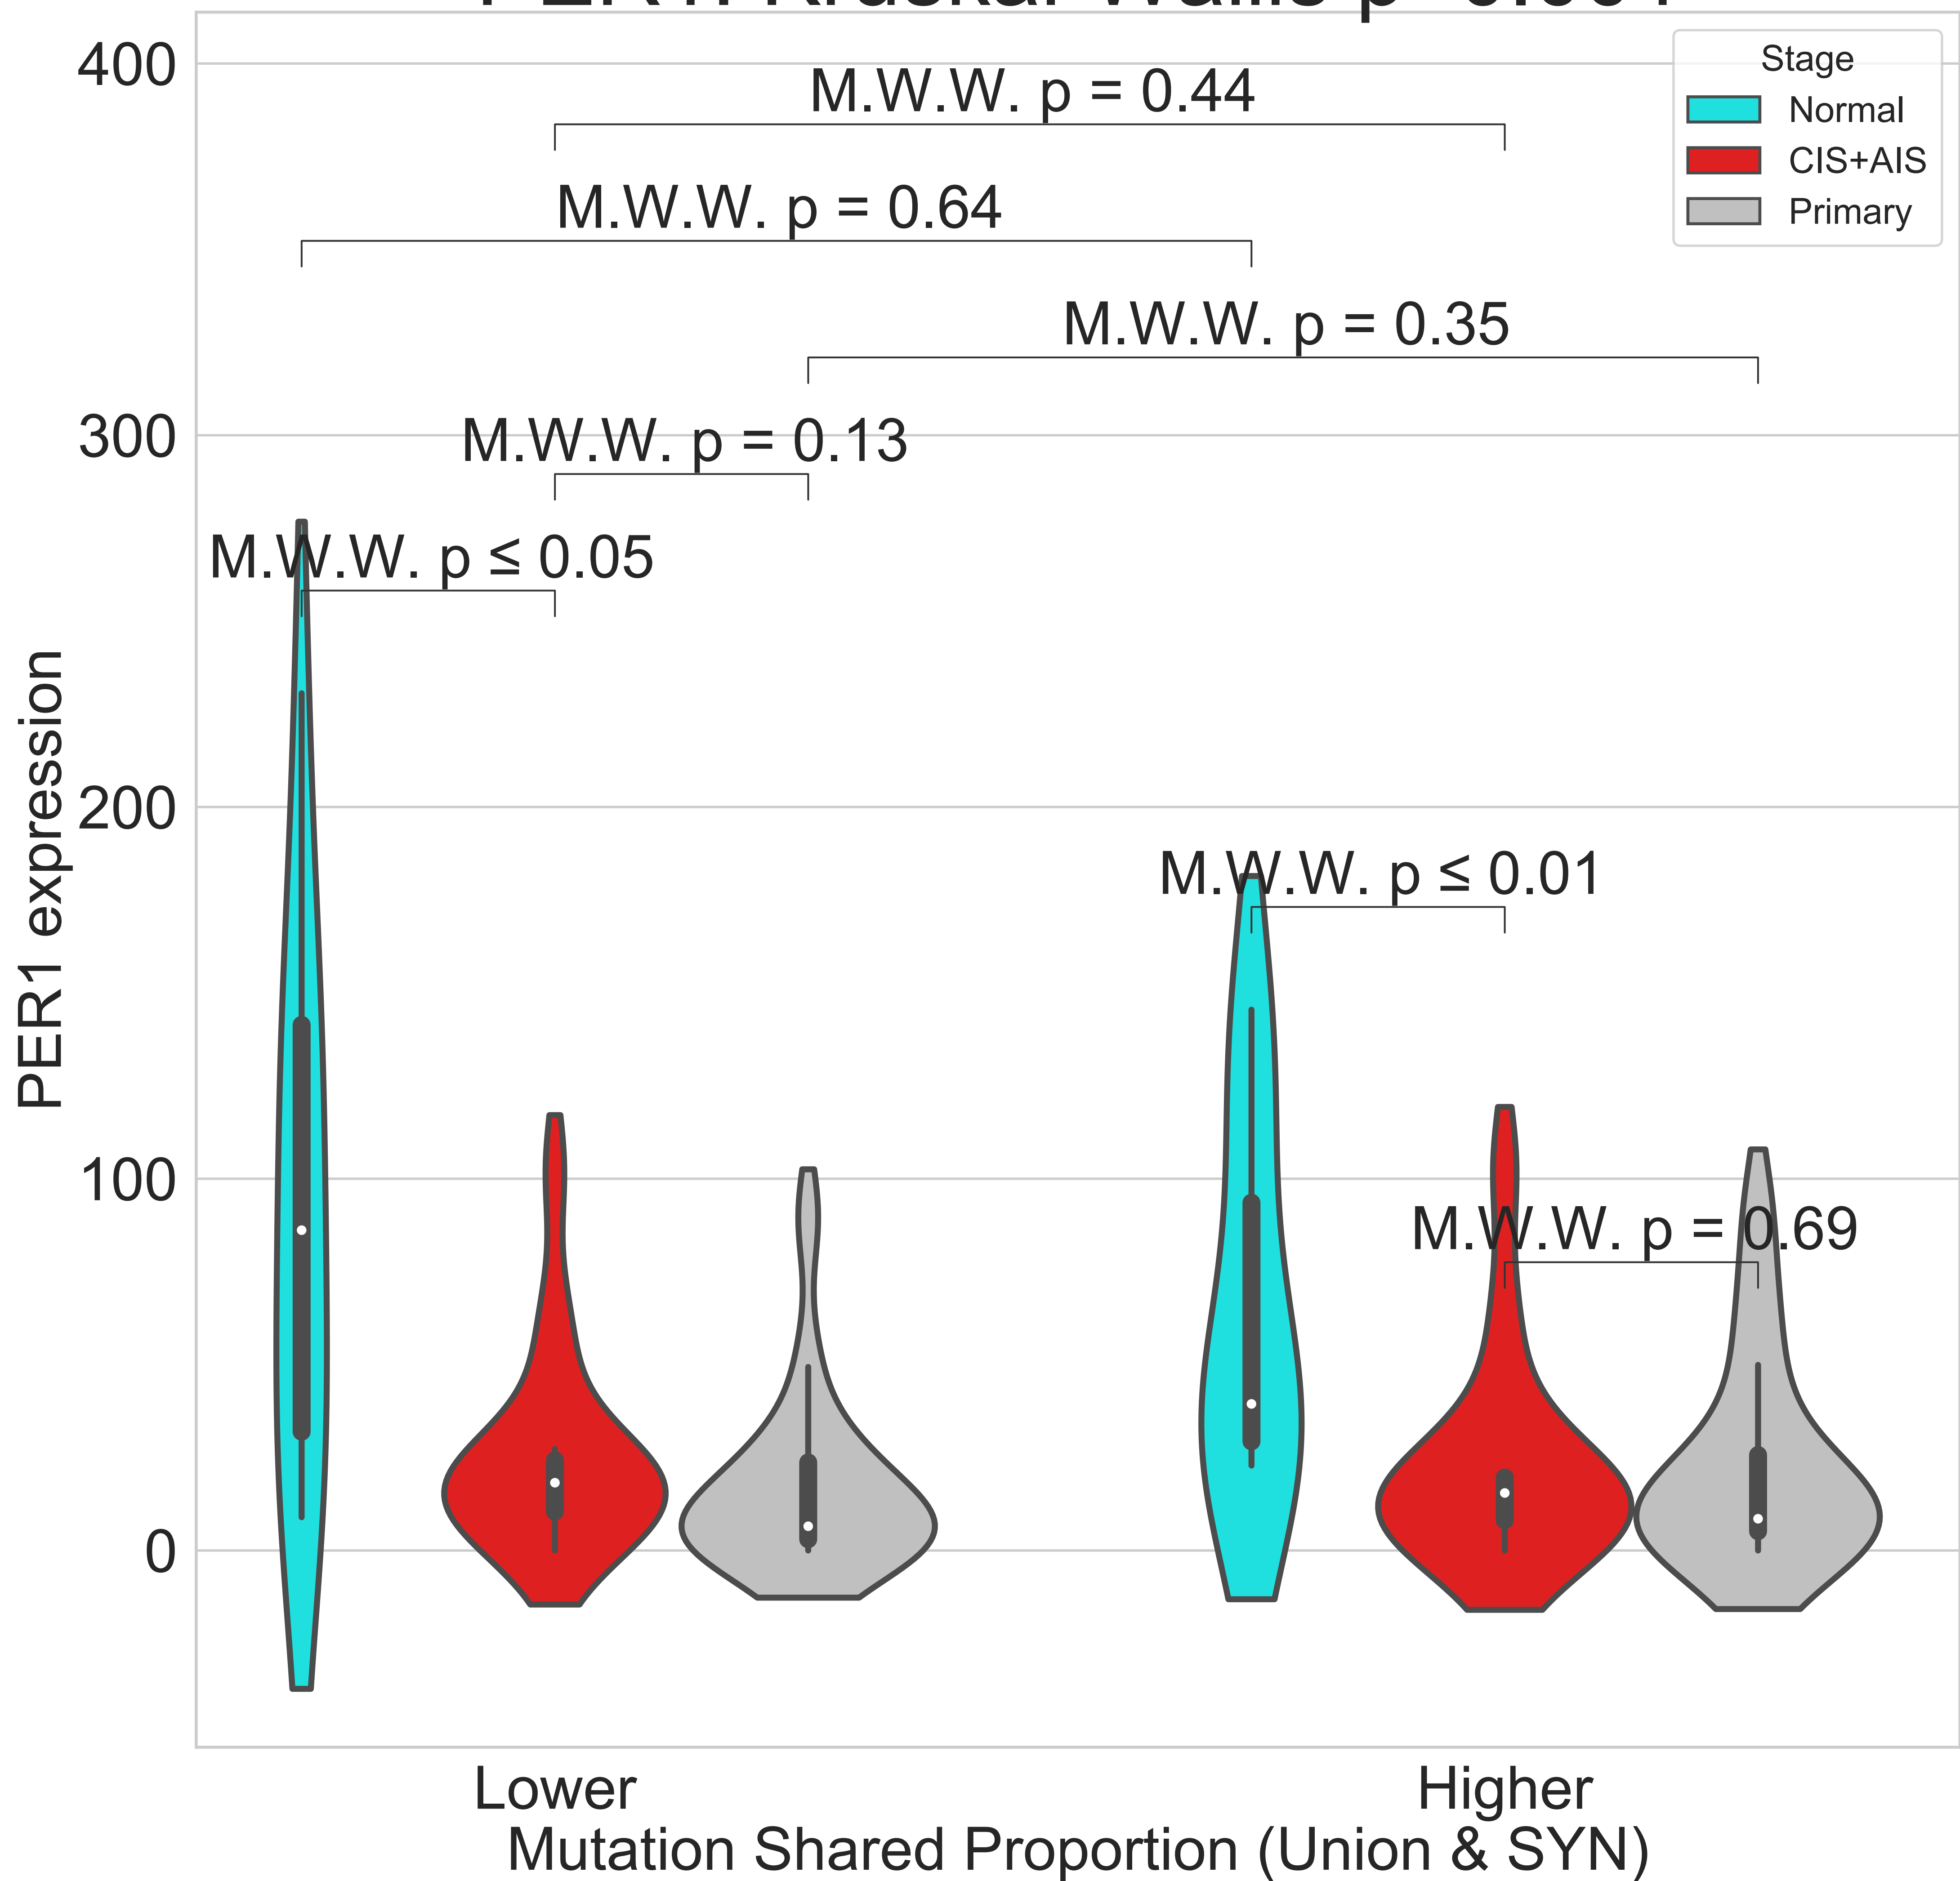 400
300
200
100
0
PER1 expression
M.W.W. p = 0.44
M.W.W. p = 0.64
M.W.W. p = 0.35
M.W.W. p = 0.13
M.W.W. p ≤ 0.05
M.W.W. p ≤ 0.01
M.W.W. p = 0.69
Stage
Normal
CIS+AIS
Primary
Lower
Higher
Mutation Shared Proportion (Union & SYN)